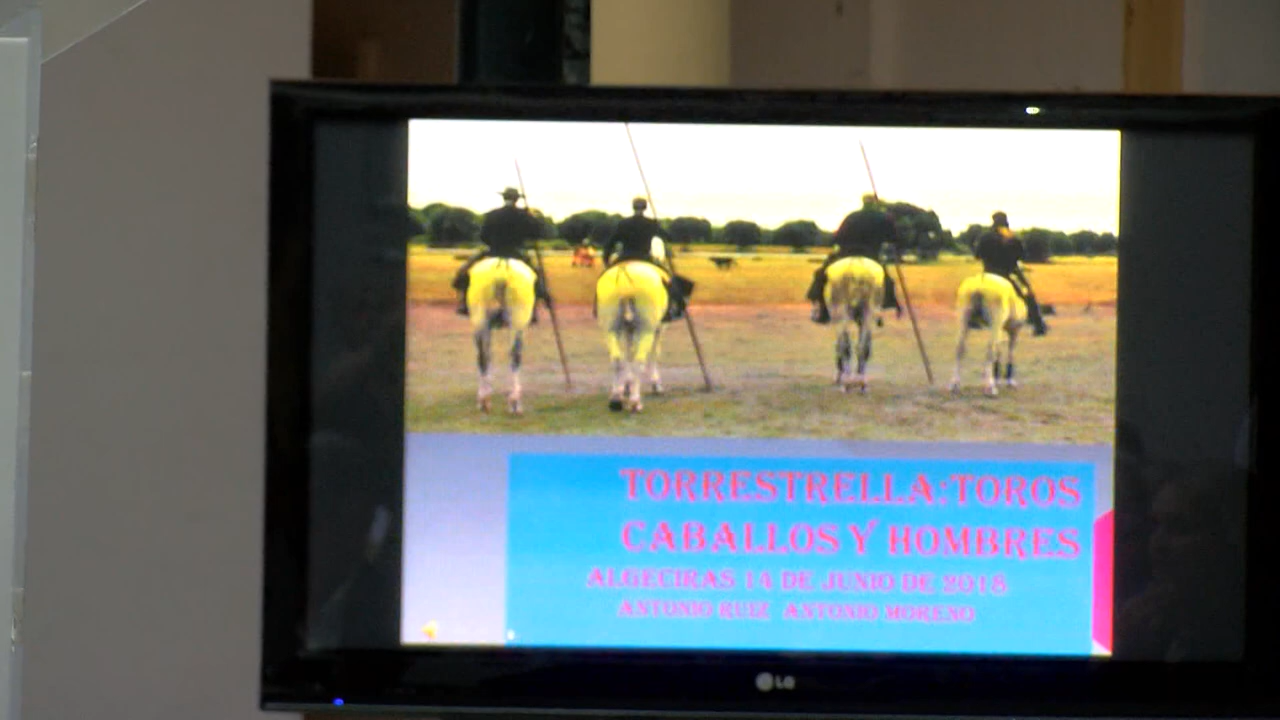 TORRESTRELLA:TOROS
CABALLOS Y HOMBRES
ALGECIRAS 14 DE JUNIO DE 2018
ANTONIO RUIZ ANTONIO MORENO
LG